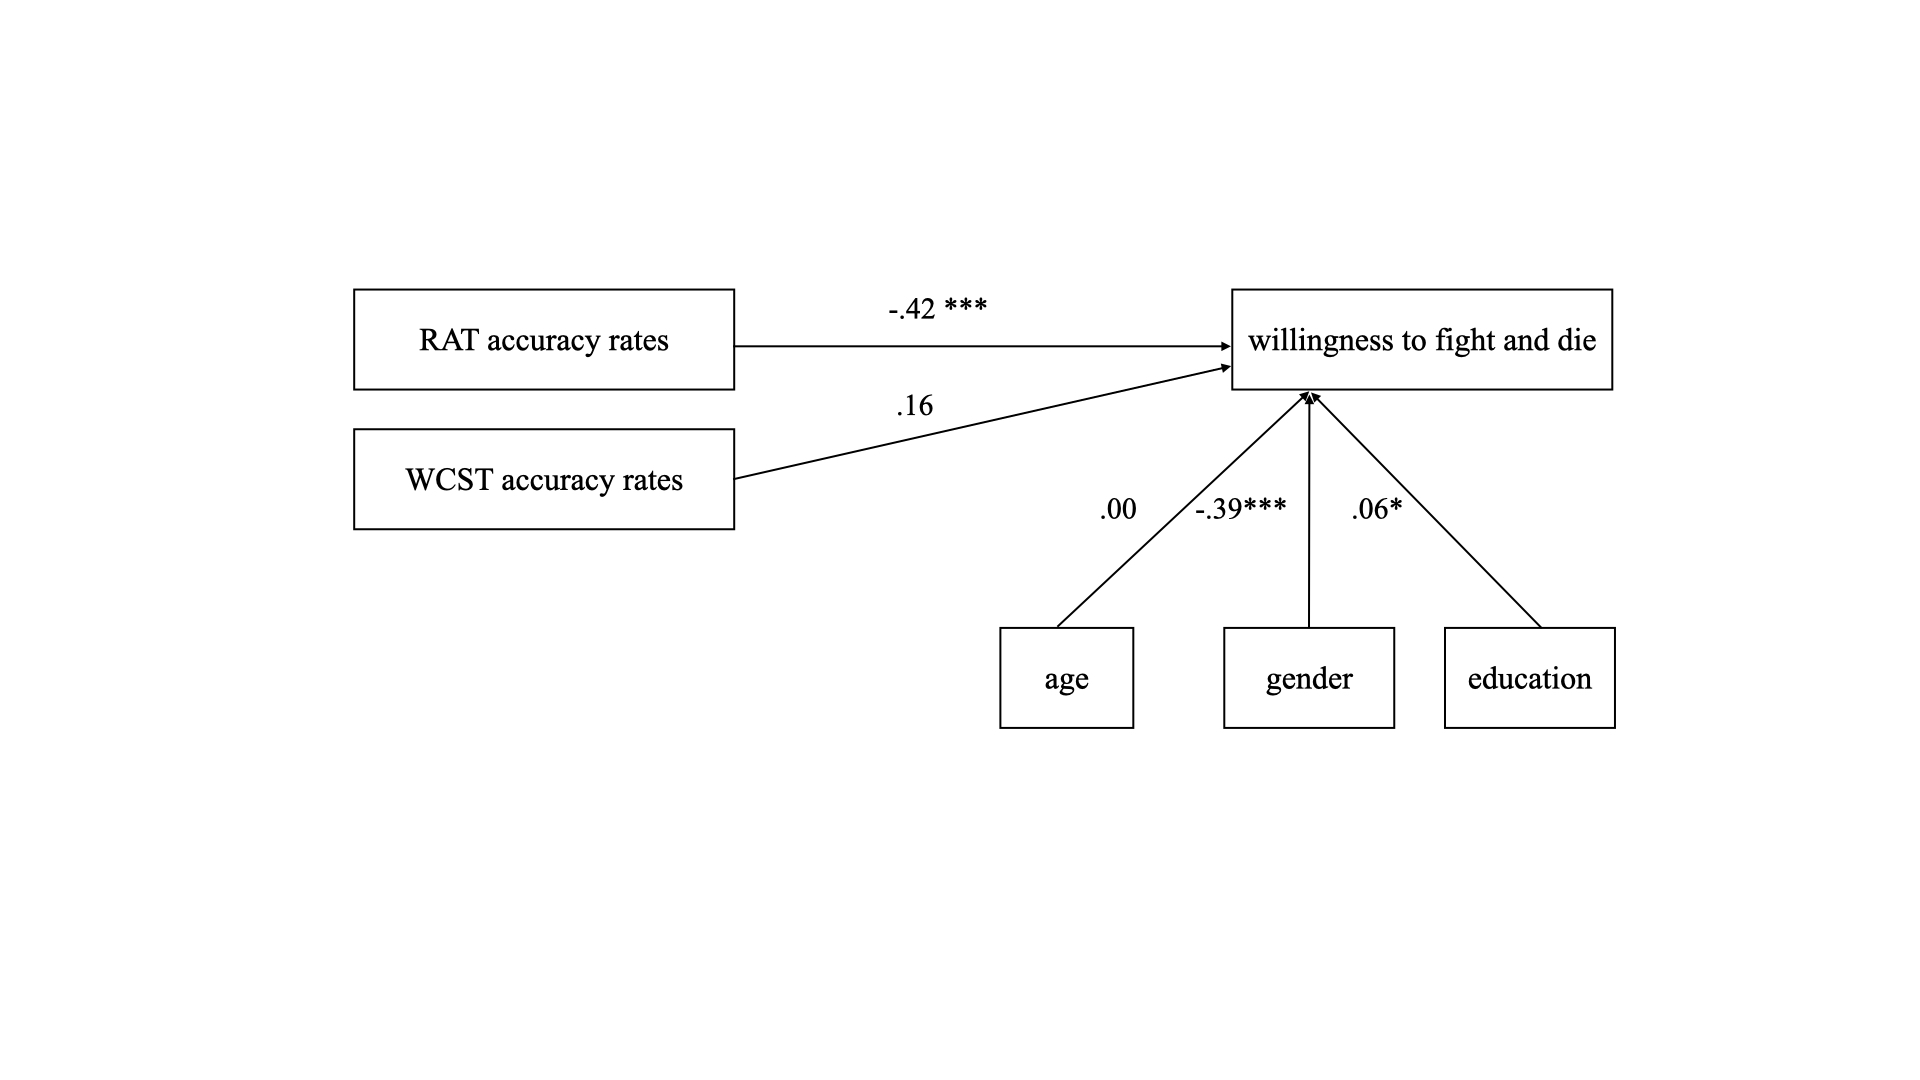 -.42 ***
RAT accuracy rates
willingness to fight and die
.16
WCST accuracy rates
.00
-.39***
.06*
age
gender
education